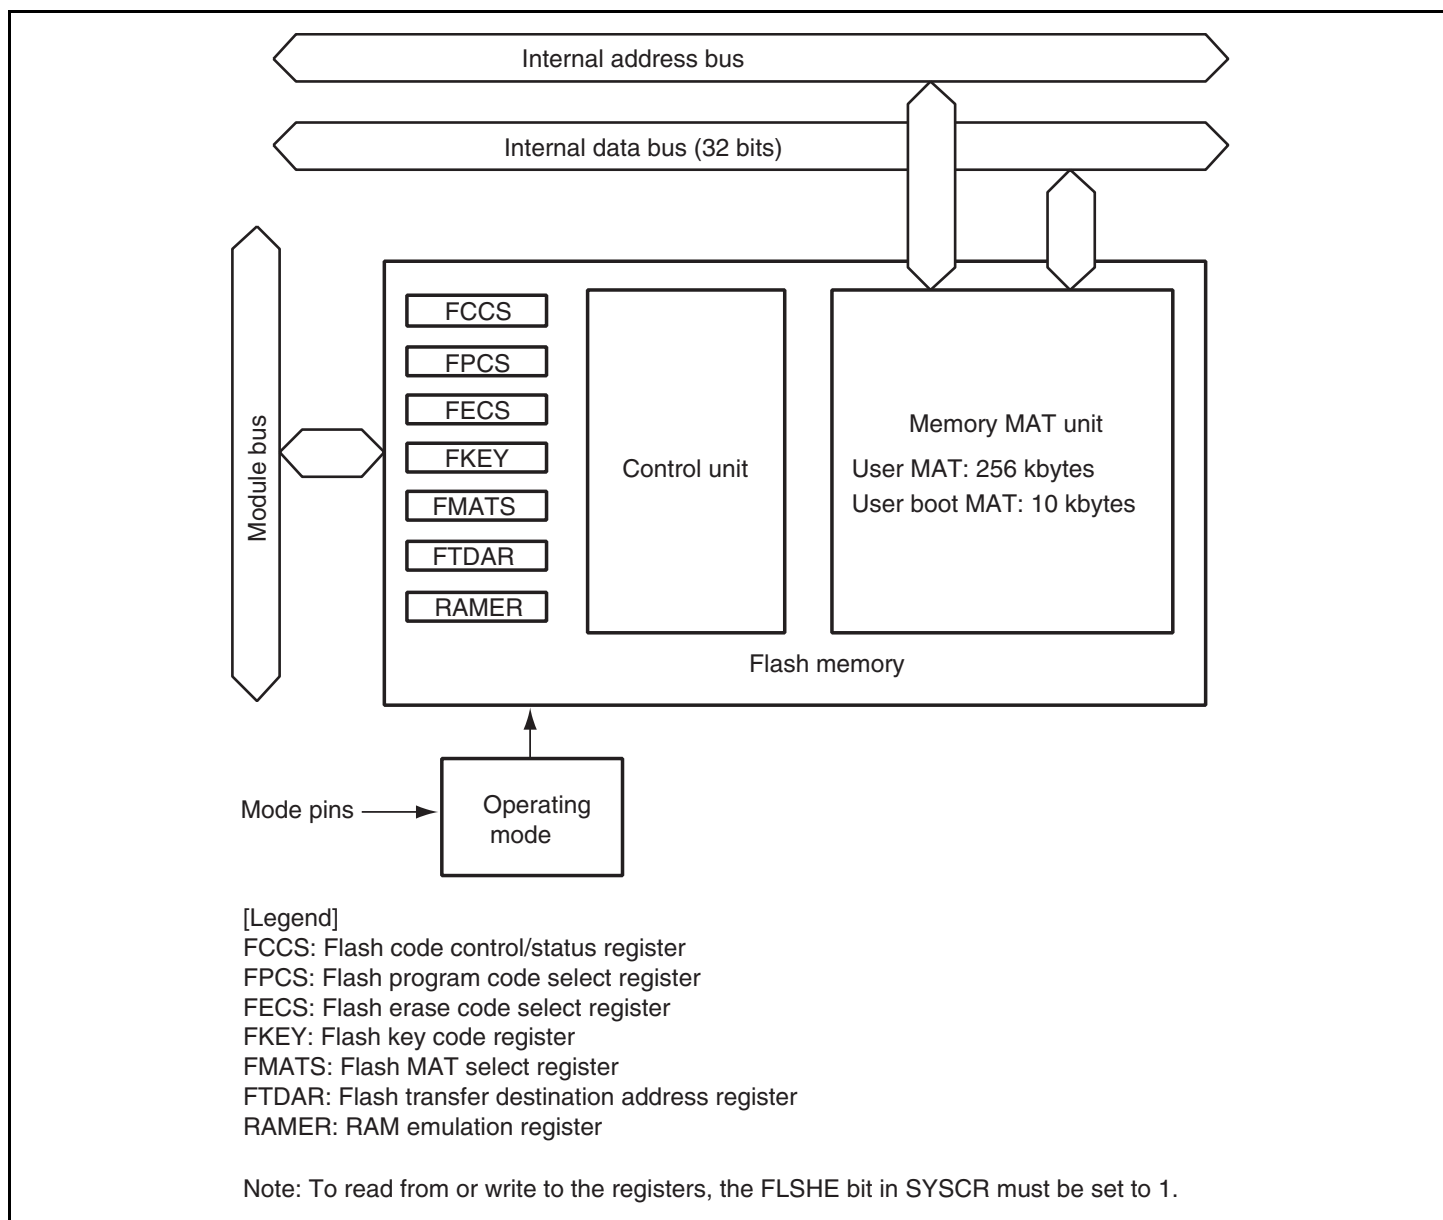 Internal address bus
Internal data bus (32 bits)
Module bus
FCCS
FPCS
FECS
FKEY
FMATS
FTDAR
RAMER
Control unit
Memory MAT unit
User MAT: 256 kbytes
User boot MAT: 10 kbytes
Flash memory
Mode pins
Operating
mode
[Legend]
FCCS: Flash code control/status register
FPCS: Flash program code select register
FECS: Flash erase code select register
FKEY: Flash key code register
FMATS: Flash MAT select register
FTDAR: Flash transfer destination address register
RAMER: RAM emulation register
Note: To read from or write to the registers, the FLSHE bit in SYSCR must be set to 1.